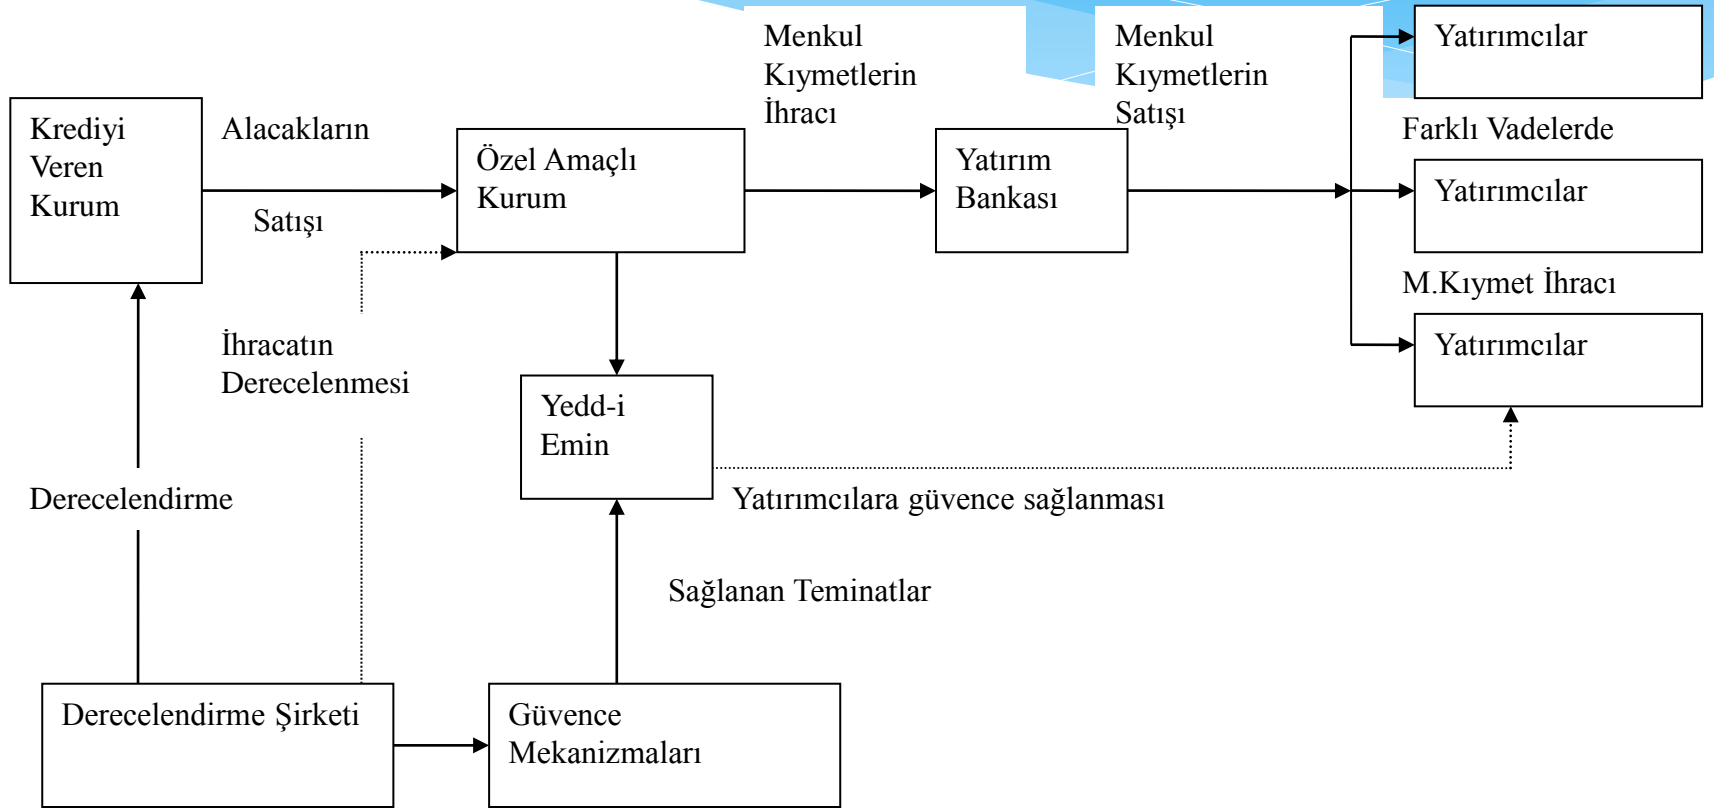 Menkul
Kıymetlerin
İhracı
Menkul
Kıymetlerin
Satışı
Yatırımcılar
Krediyi
Veren
Kurum
Alacakların
Satışı
Özel Amaçlı
Kurum
Yatırım
Bankası
Farklı Vadelerde
Yatırımcılar
M.Kıymet İhracı
Yatırımcılar
İhracatın
Derecelenmesi
Yedd-i
Emin
Derecelendirme
Yatırımcılara güvence sağlanması
Sağlanan Teminatlar
Derecelendirme Şirketi
Güvence
Mekanizmaları